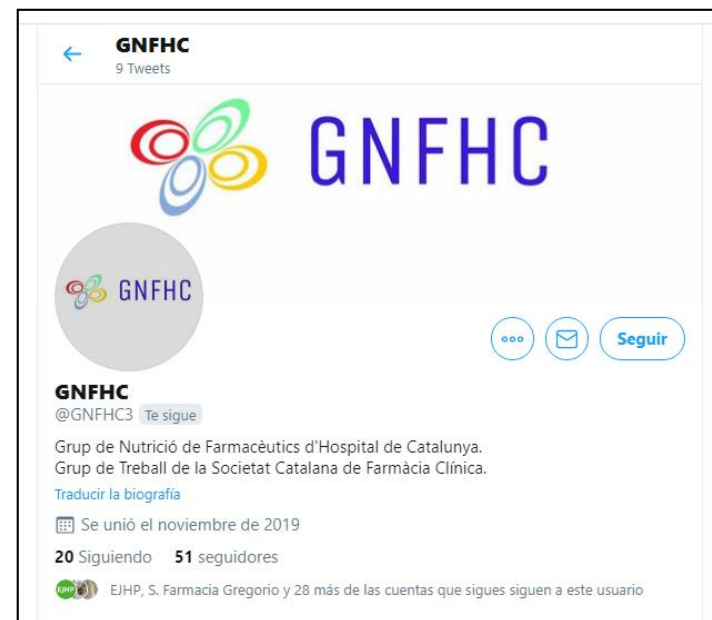 GNFHC
9 Tweets
GNFHC
GNFHC
Seguir
GNFHC
@GNFHC3 Te sigue
Grup de Nutrició de Farmacèutics d'Hospital de Catalunya.
Grup de Treball de la Societat Catalana de Farmàcia Clínica.
Traducir la biografía
Se unió el noviembre de 2019
20 Siguiendo 51 seguidores
EJHP EJHP, S. Farmacia Gregorio y 28 más de las cuentas que sigues siguen a este usuario